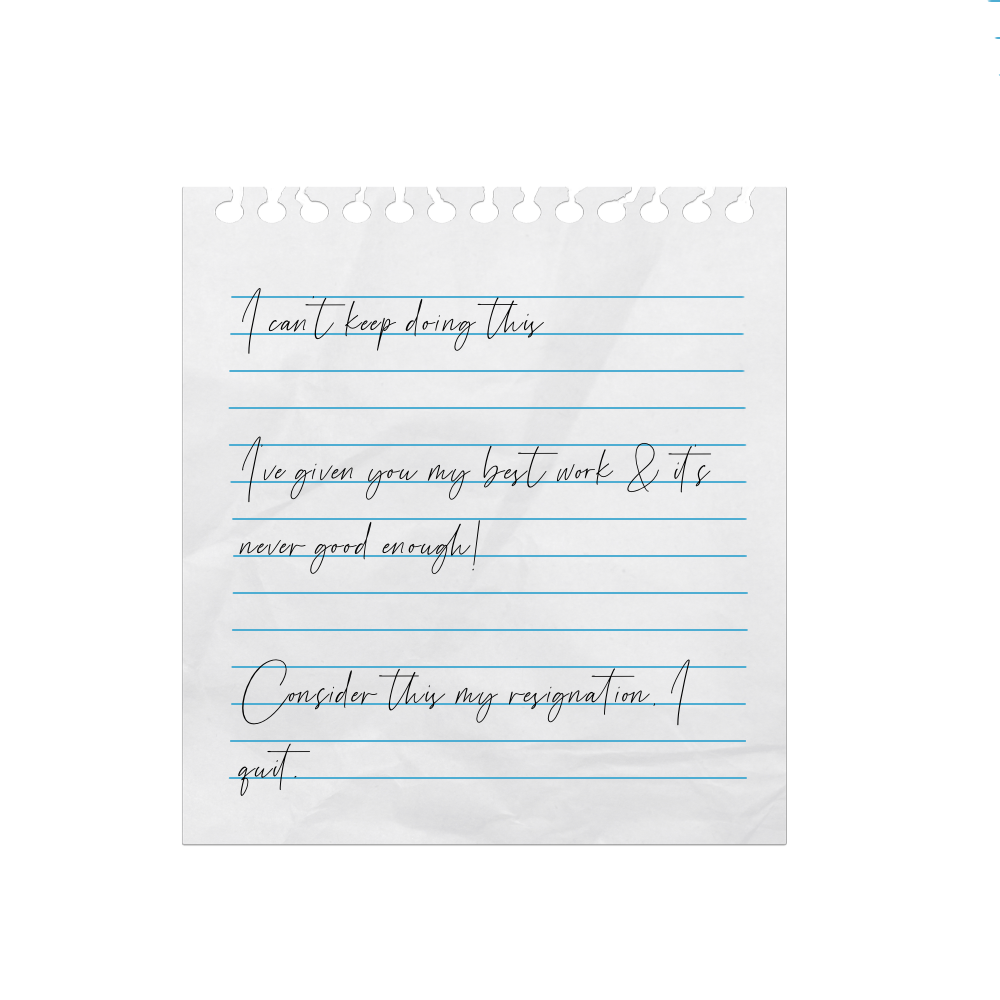 I can't keep doing this
I've given you my best work & it's
never good enough!
Consider this my resignation. I
quit.